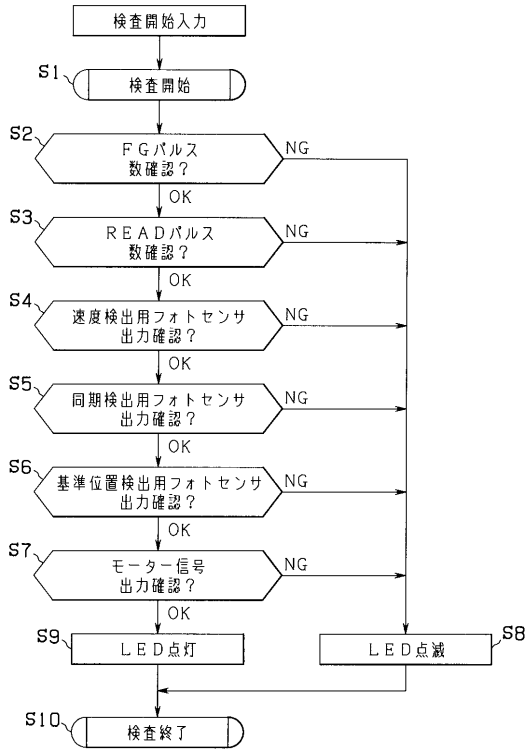 検査開始入力
S1
検査開始
S2
FGパルス
数確認?
NG
OK
S3
READパルス
数確認?
NG
OK
S4
速度検出用フォトセンサ
出力確認?
NG
OK
S5
同期検出用フォトセンサ
出力確認?
NG
OK
S6
基準位置検出用フォトセンサ
出力確認?
NG
OK
S7
モーター信号
出力確認?
NG
OK
S9
LED点灯
S8
LED点滅
S10
検査終了